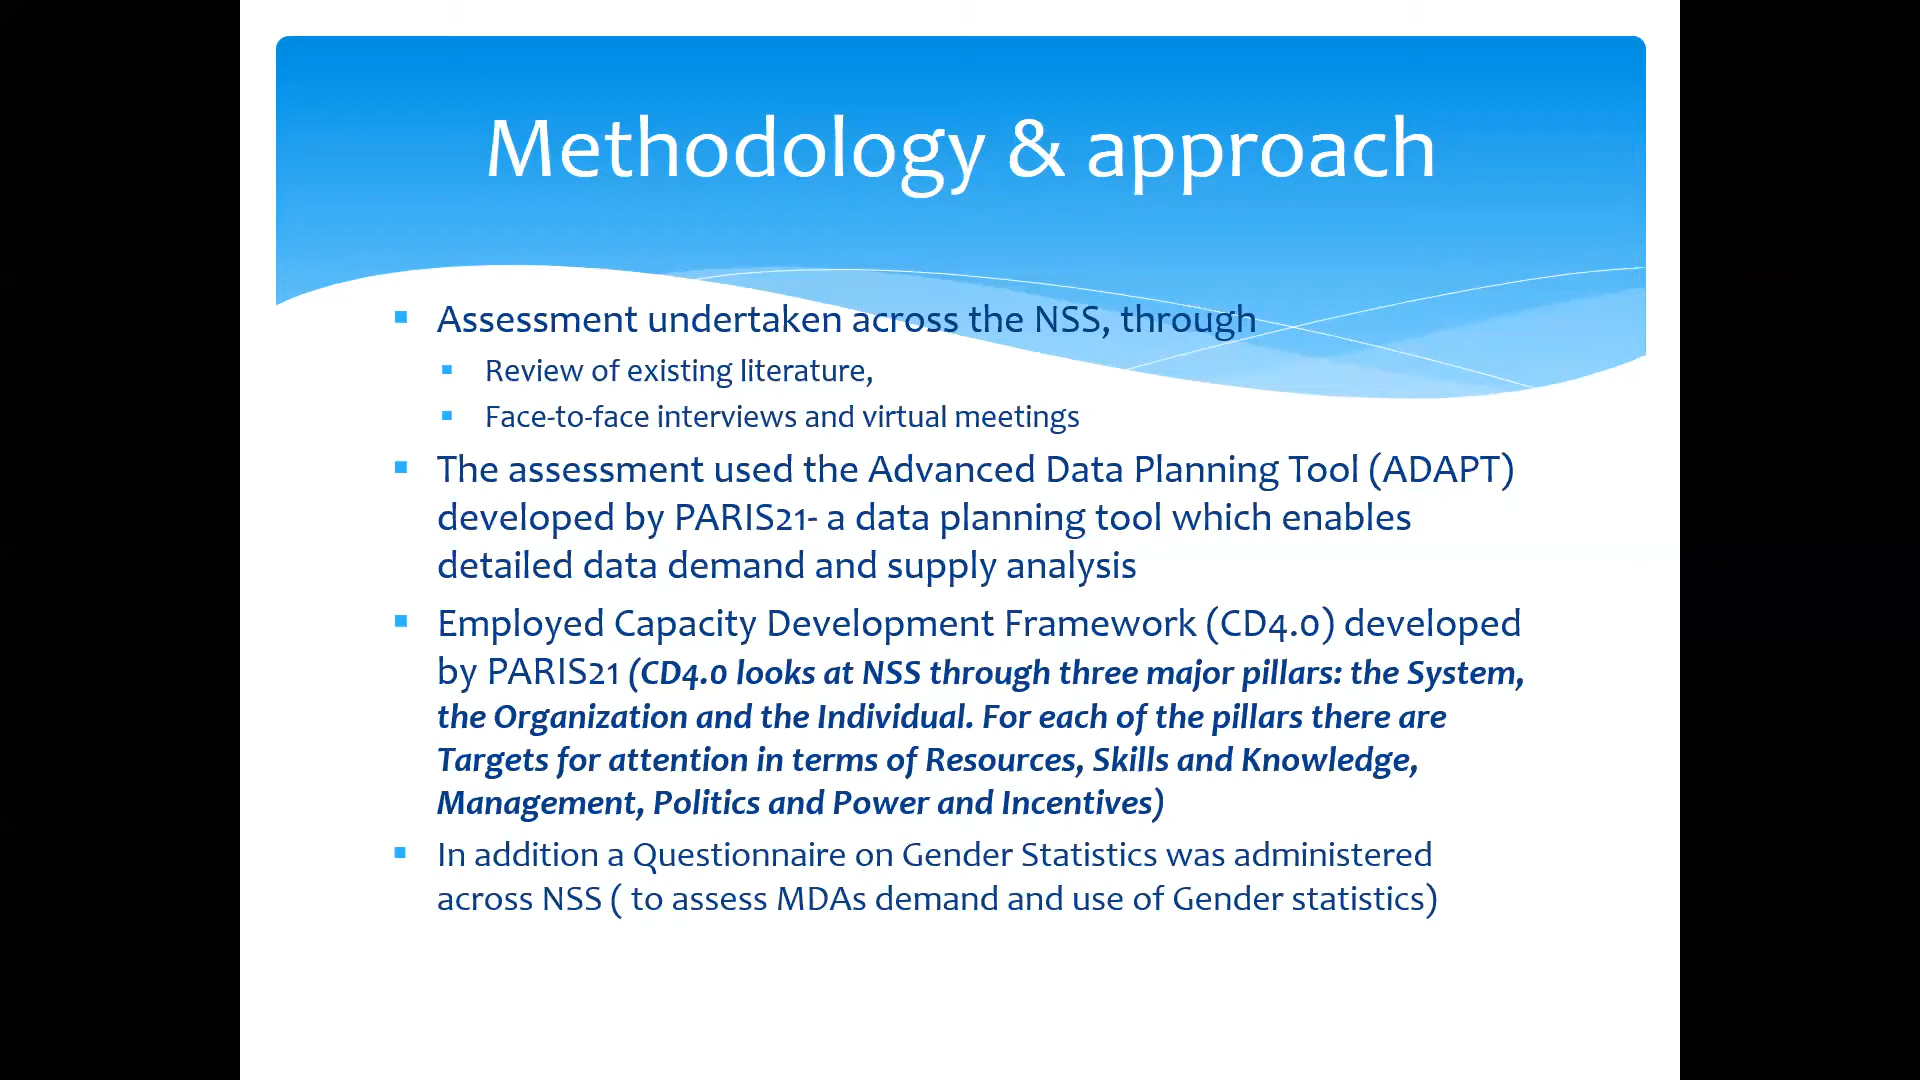 Methodology & approach
Assessment undertaken across the NSS, through
Review of existing literature,
Face-to-face interviews and virtual meetings
The assessment used the Advanced Data Planning Tool (ADAPT)
developed by PARIS21- a data planning tool which enables
detailed data demand and supply analysis
Employed Capacity Development Framework (CD4.0) developed
by PARIS21 (CD4.0 looks at NSS through three major pillars: the System,
the Organization and the Individual. For each of the pillars there are
Targets for attention in terms of Resources, Skills and Knowledge,
Management, Politics and Power and Incentives)
In addition a Questionnaire on Gender Statistics was administered
across NSS ( to assess MDAs demand and use of Gender statistics)